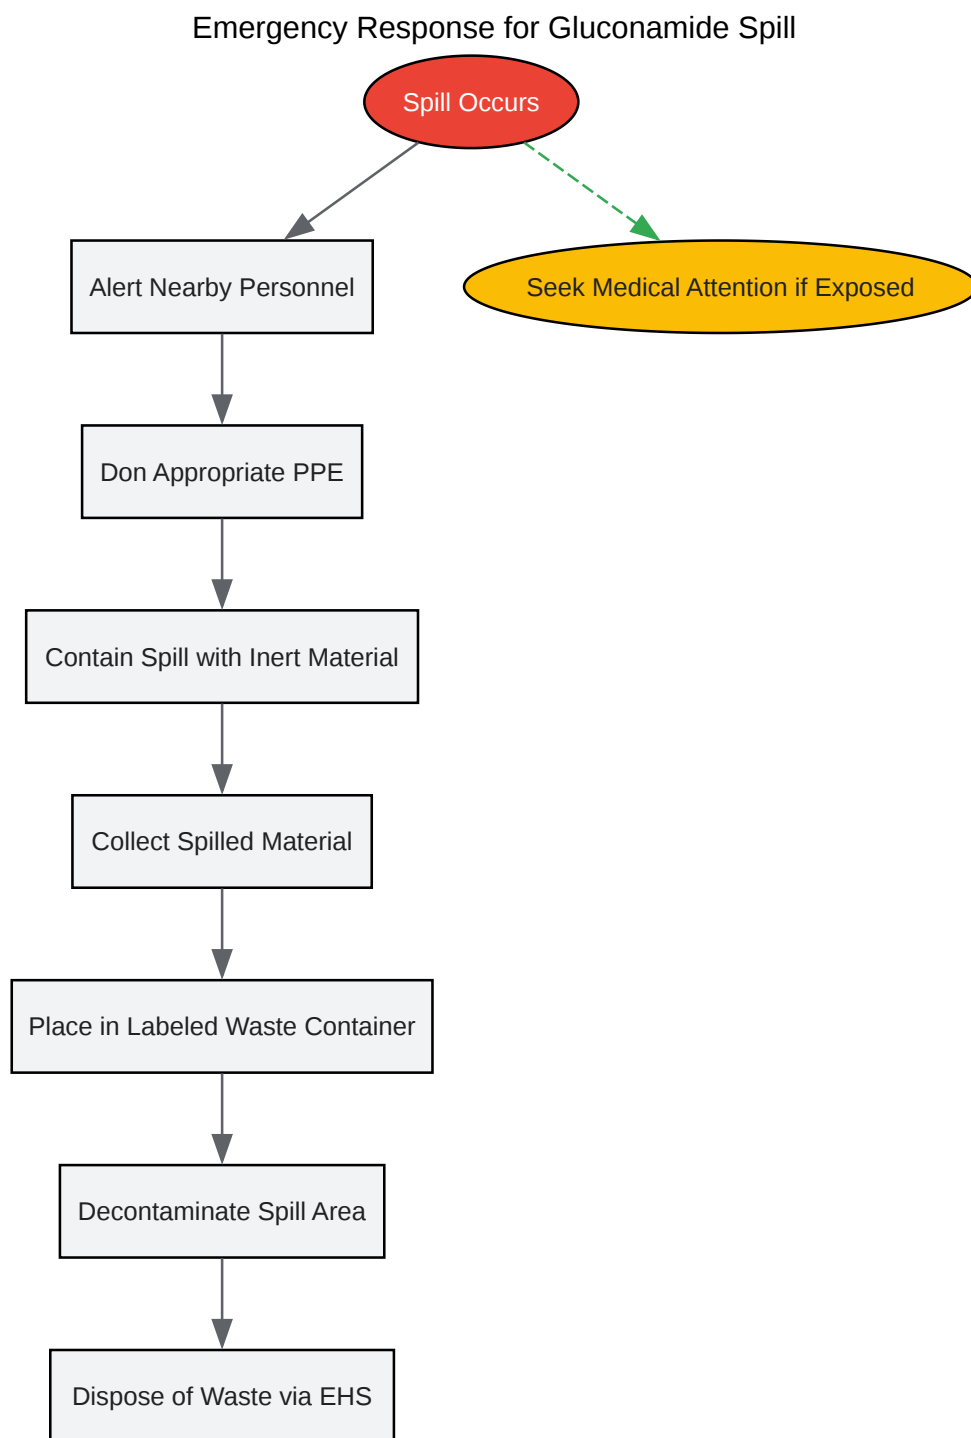 Emergency Response for Gluconamide Spill
Spill Occurs
Alert Nearby Personnel
Seek Medical Attention if Exposed
Don Appropriate PPE
Contain Spill with Inert Material
Collect Spilled Material
Place in Labeled Waste Container
Decontaminate Spill Area
Dispose of Waste via EHS